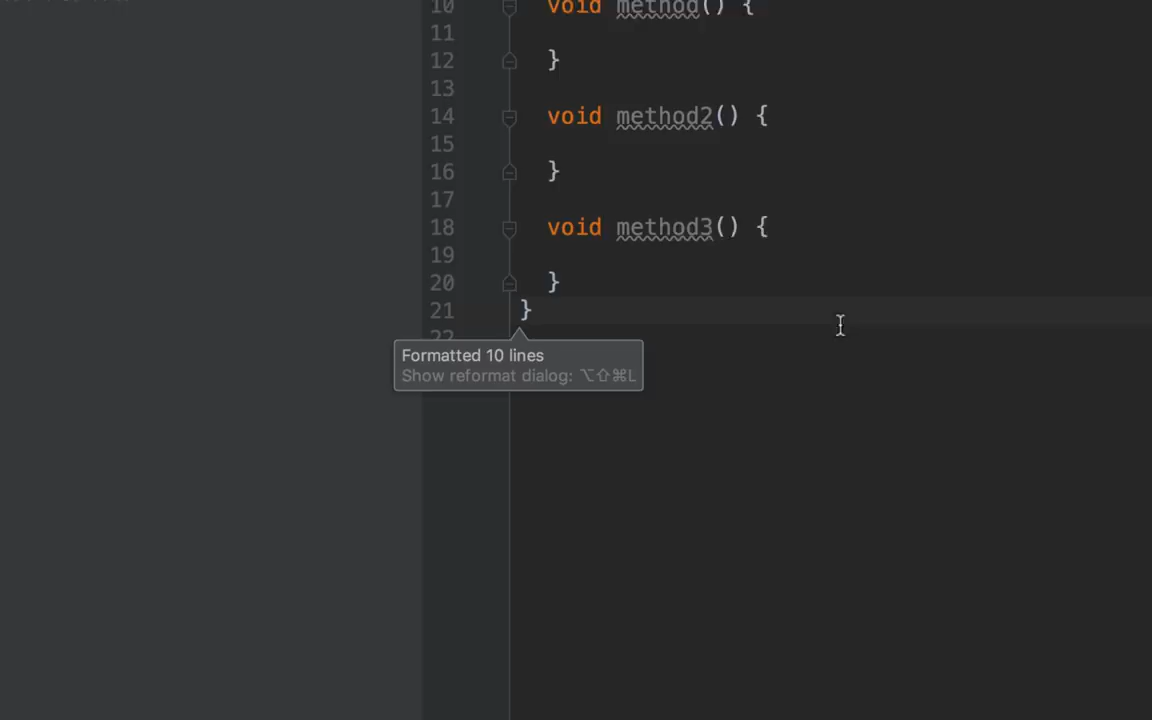 10 void method() {
11
12 }
13
14 void method2() {
15
16 }
17
18 void method3() {
19
20 }
21 }
22
Formatted 10 lines
Show reformat dialog: ⌥⇧⌘L